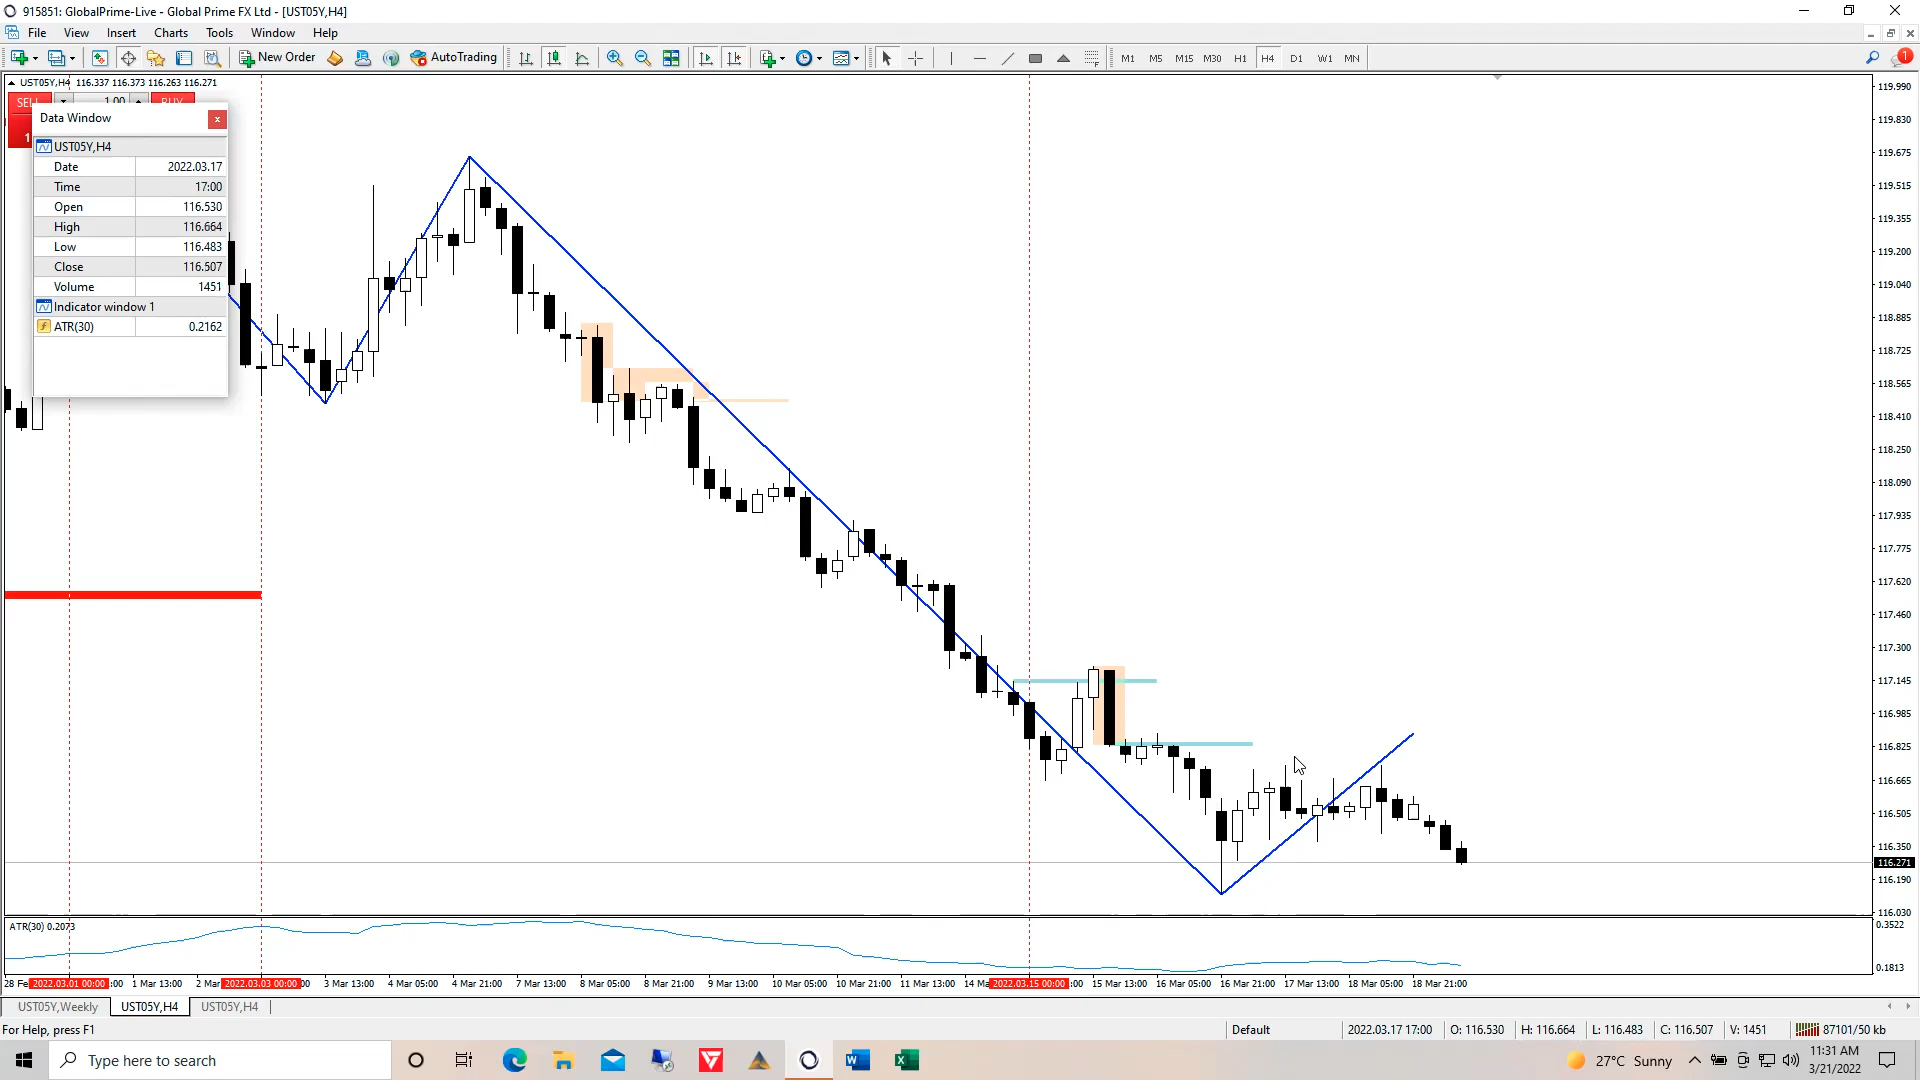 915851: GlobalPrime-Live - Global Prime FX Ltd - [UST05Y,H4]
File View Insert Charts Tools Window Help
New Order AutoTrading M1 M5 M15 M30 H1 H4 D1 W1 MN 1
UST05Y,H4 116.337 116.373 116.263 116.271
1.00
Data Window
UST05Y,H4
Date 2022.03.17
Time 17:00
Open 116.530
High 116.664
Low 116.483
Close 116.507
Volume 1451
Indicator window 1
ATR(30) 0.2162
119.990
119.830
119.675
119.515
119.355
119.200
119.040
118.885
118.725
118.565
118.410
118.250
118.090
117.935
117.775
117.620
117.460
117.300
117.145
116.985
116.825
116.665
116.505
116.350
116.271
116.190
116.030
ATR(30) 0.2073
0.3522
0.1813
28 Fe 2022.03.01 00:00 :00 1 Mar 13:00 2 Mar 2022.03.03 00:00 00 3 Mar 13:00 4 Mar 05:00 4 Mar 21:00 7 Mar 13:00 8 Mar 05:00 8 Mar 21:00 9 Mar 13:00 10 Mar 05:00 10 Mar 21:00 11 Mar 13:00 14 Ma 2022.03.15 00:00 :00 15 Mar 13:00 16 Mar 05:00 16 Mar 21:00 17 Mar 13:00 18 Mar 05:00 18 Mar 21:00
UST05Y,Weekly UST05Y,H4 UST05Y,H4
For Help, press F1 Default 2022.03.17 17:00 O: 116.530 H: 116.664 L: 116.483 C: 116.507 V: 1451 87101/50 kb
Type here to search 27°C Sunny 11:31 AM
3/21/2022